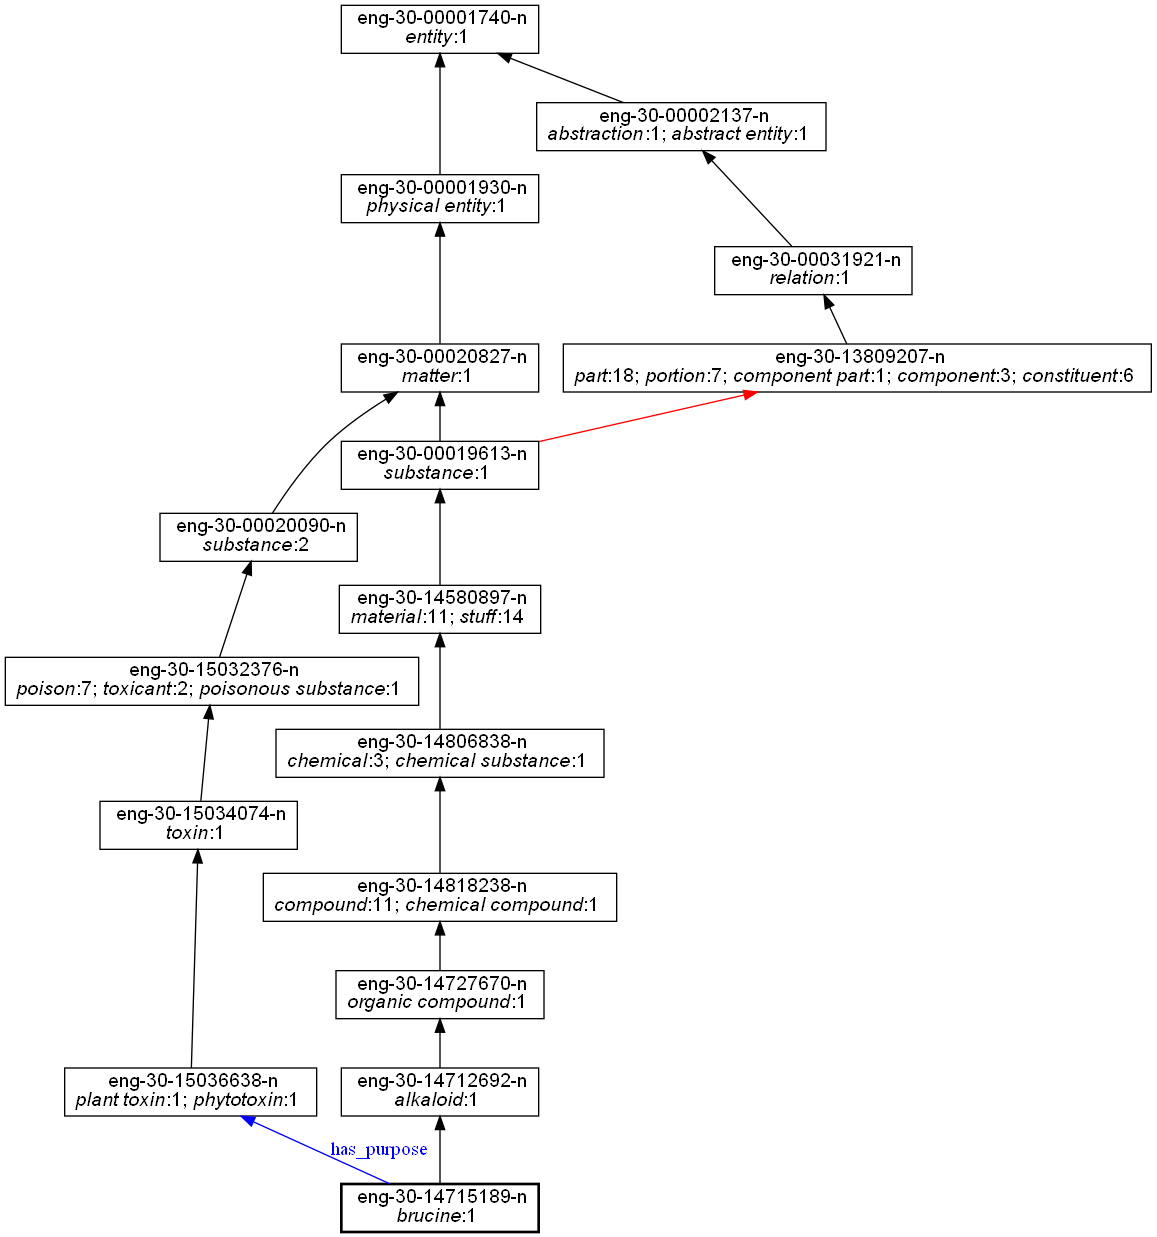 eng-30-00001740-n
entity:1
eng-30-00002137-n
abstraction:1; abstract entity:1
eng-30-00001930-n
physical entity:1
eng-30-00031921-n
relation:1
eng-30-00020827-n
matter:1
eng-30-13809207-n
part:18; portion:7; component part:1; component:3; constituent:6
eng-30-00019613-n
substance:1
eng-30-00020090-n
substance:2
eng-30-14580897-n
material:11; stuff:14
eng-30-15032376-n
poison:7; toxicant:2; poisonous substance:1
eng-30-14806838-n
chemical:3; chemical substance:1
eng-30-15034074-n
toxin:1
eng-30-14818238-n
compound:11; chemical compound:1
eng-30-14727670-n
organic compound:1
eng-30-15036638-n
plant toxin:1; phytotoxin:1
eng-30-14712692-n
alkaloid:1
has_purpose
eng-30-14715189-n
brucine:1